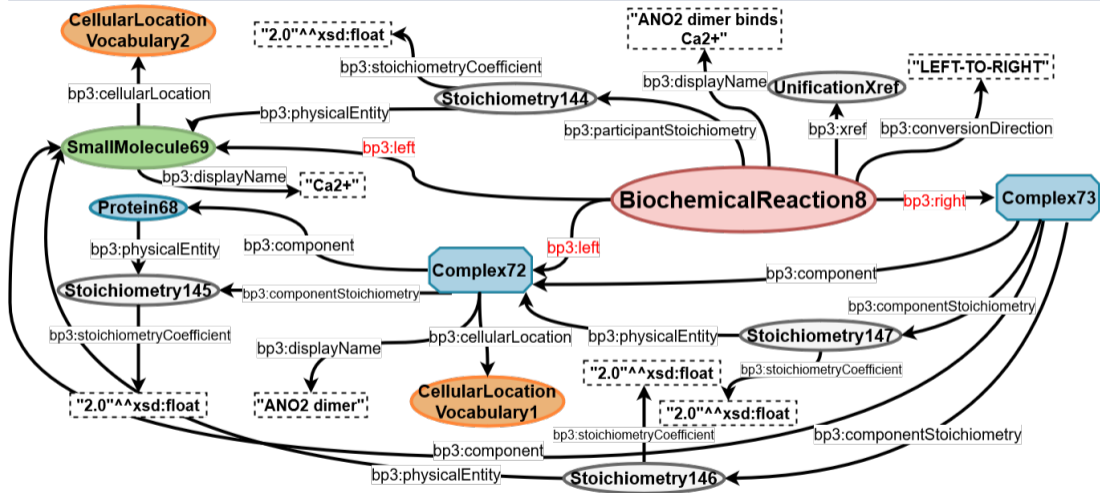 CellularLocation
Vocabulary2
"2.0"^^xsd:float
"ANO2 dimer binds
Ca2+"
"LEFT-TO-RIGHT"
bp3:stoichiometryCoefficient
bp3:displayName
UnificationXref
bp3:cellularLocation
Stoichiometry144
bp3:physicalEntity
bp3:participantStoichiometry
bp3:xref
bp3:conversionDirection
SmallMolecule69
bp3:left
bp3:displayName
"Ca2+"
BiochemicalReaction8
bp3:right
Complex73
Protein68
bp3:physicalEntity
bp3:component
bp3:left
Complex72
bp3:component
Stoichiometry145
bp3:componentStoichiometry
bp3:componentStoichiometry
bp3:stoichiometryCoefficient
bp3:displayName
bp3:cellularLocation
bp3:physicalEntity
Stoichiometry147
bp3:stoichiometryCoefficient
"2.0"^^xsd:float
"2.0"^^xsd:float
"ANO2 dimer"
CellularLocation
Vocabulary1
"2.0"^^xsd:float
bp3:stoichiometryCoefficient
bp3:componentStoichiometry
bp3:component
bp3:physicalEntity
Stoichiometry146